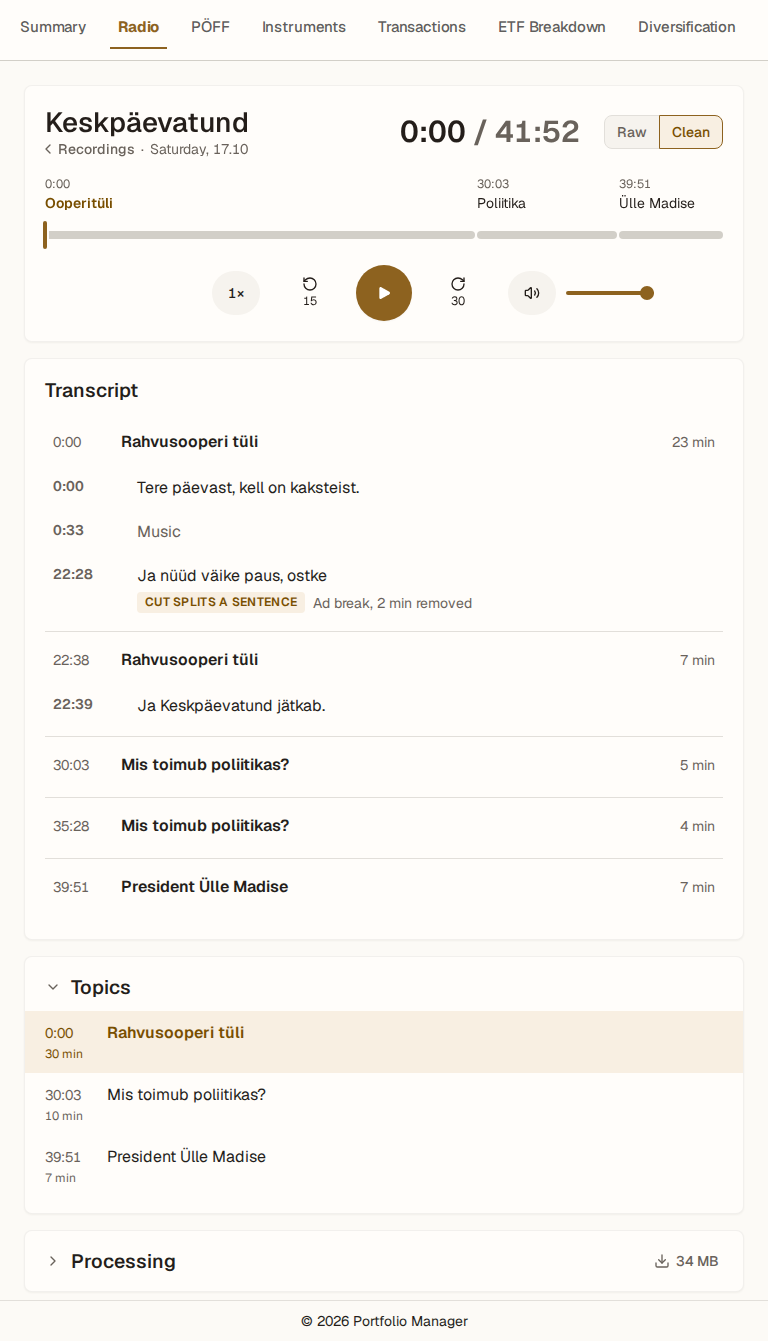 Summary Radio PÖFF Instruments Transactions ETF Breakdown Diversification
Keskpäevatund
Recordings · Saturday, 17.10
0:00 / 41:52
Raw Clean
0:00 30:03 39:51
Ooperitüli Poliitika Ülle Madise
1× 15 30
Transcript
0:00 Rahvusooperi tüli 23 min
0:00 Tere päevast, kell on kaksteist.
0:33 Music
22:28 Ja nüüd väike paus, ostke
CUT SPLITS A SENTENCE Ad break, 2 min removed
22:38 Rahvusooperi tüli 7 min
22:39 Ja Keskpäevatund jätkab.
30:03 Mis toimub poliitikas? 5 min
35:28 Mis toimub poliitikas? 4 min
39:51 President Ülle Madise 7 min
Topics
0:00 Rahvusooperi tüli
30 min
30:03 Mis toimub poliitikas?
10 min
39:51 President Ülle Madise
7 min
Processing 34 MB
© 2026 Portfolio Manager